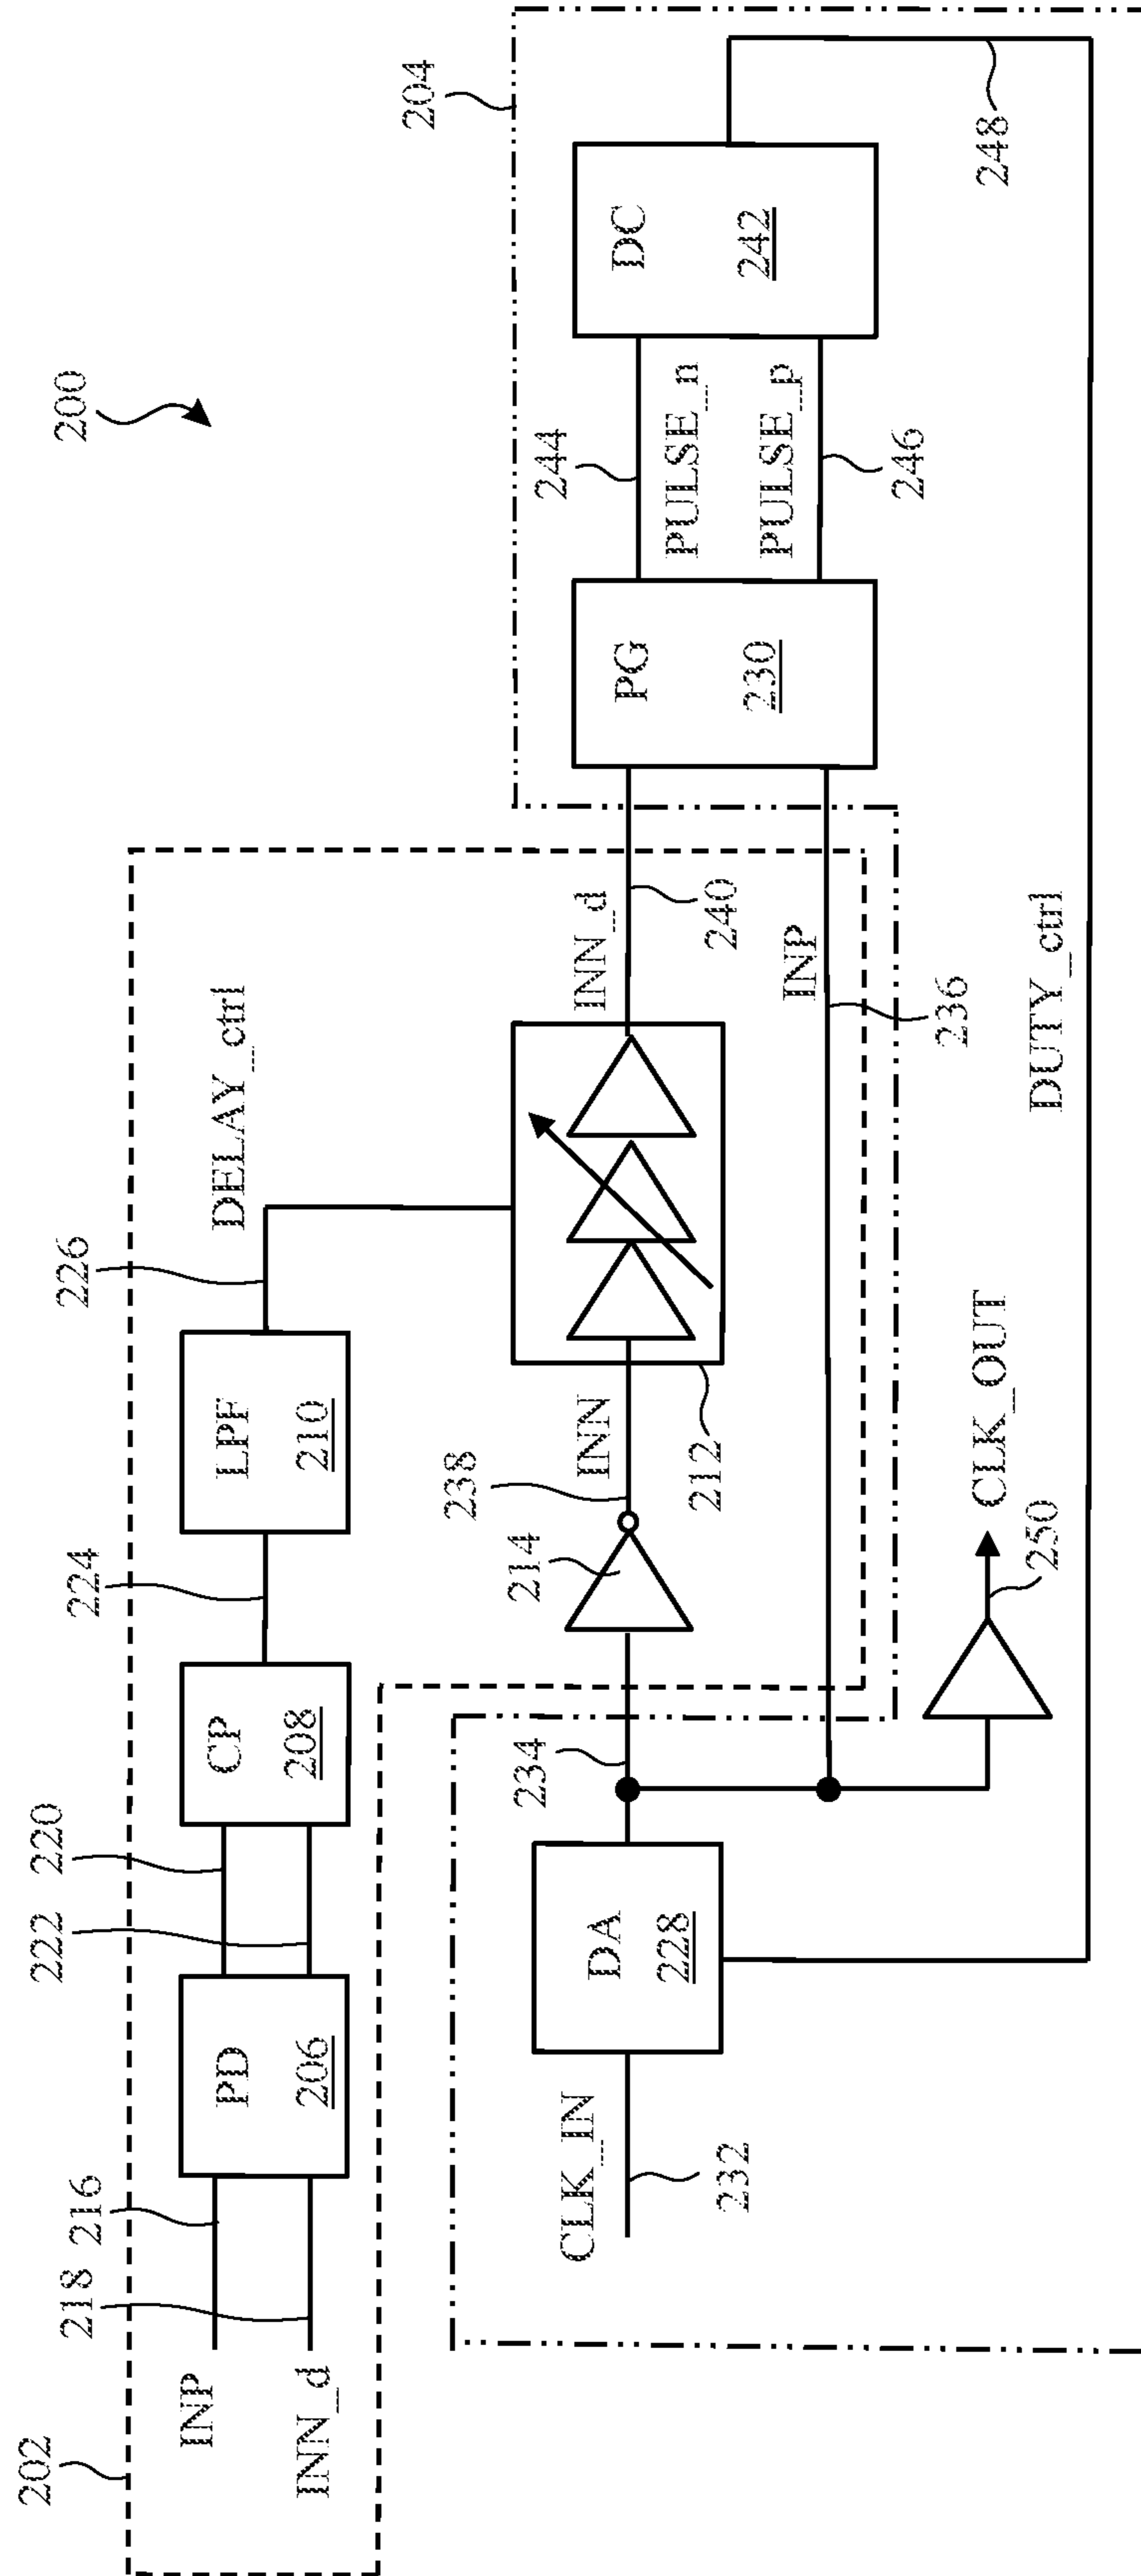 200
202
INP
INN_d
216
218
PD
206
220
222
CP
208
224
LPF
210
226
DELAY_ctrl
204
CLK_IN
232
DA
228
234
214
238
INN
212
INN_d
240
INP
236
PG
230
244
PULSE_n
PULSE_p
246
DC
242
248
CLK_OUT
250
DUTY_ctrl